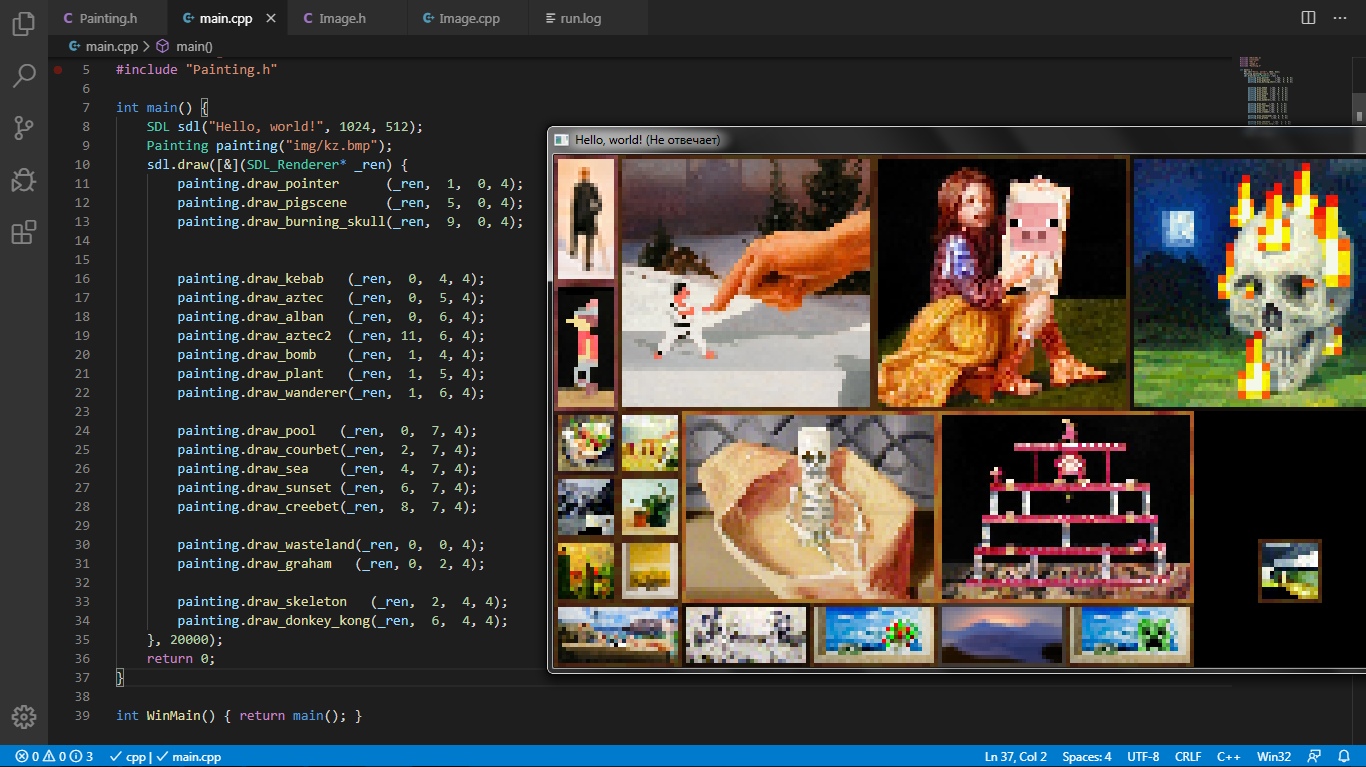 Painting.h main.cpp Image.h Image.cpp run.log
main.cpp > main()
5 #include "Painting.h"
6
7 int main() {
8     SDL sdl("Hello, world!", 1024, 512);
9     Painting painting("img/kz.bmp");
10     sdl.draw([&](SDL_Renderer* _ren) {
11         painting.draw_pointer      (_ren,  1,  0, 4);
12         painting.draw_pigscene     (_ren,  5,  0, 4);
13         painting.draw_burning_skull(_ren,  9,  0, 4);
14
15
16         painting.draw_kebab   (_ren,  0,  4, 4);
17         painting.draw_aztec   (_ren,  0,  5, 4);
18         painting.draw_alban   (_ren,  0,  6, 4);
19         painting.draw_aztec2  (_ren, 11,  6, 4);
20         painting.draw_bomb    (_ren,  1,  4, 4);
21         painting.draw_plant   (_ren,  1,  5, 4);
22         painting.draw_wanderer(_ren,  1,  6, 4);
23
24         painting.draw_pool   (_ren,  0,  7, 4);
25         painting.draw_courbet(_ren,  2,  7, 4);
26         painting.draw_sea    (_ren,  4,  7, 4);
27         painting.draw_sunset (_ren,  6,  7, 4);
28         painting.draw_creebet(_ren,  8,  7, 4);
29
30         painting.draw_wasteland(_ren, 0,  0, 4);
31         painting.draw_graham   (_ren, 0,  2, 4);
32
33         painting.draw_skeleton   (_ren,  2,  4, 4);
34         painting.draw_donkey_kong(_ren,  6,  4, 4);
35     }, 20000);
36     return 0;
37 }
38
39 int WinMain() { return main(); }
Hello, world! (Не отвечает)
0 0 3 cpp | main.cpp Ln 37, Col 2 Spaces: 4 UTF-8 CRLF C++ Win32